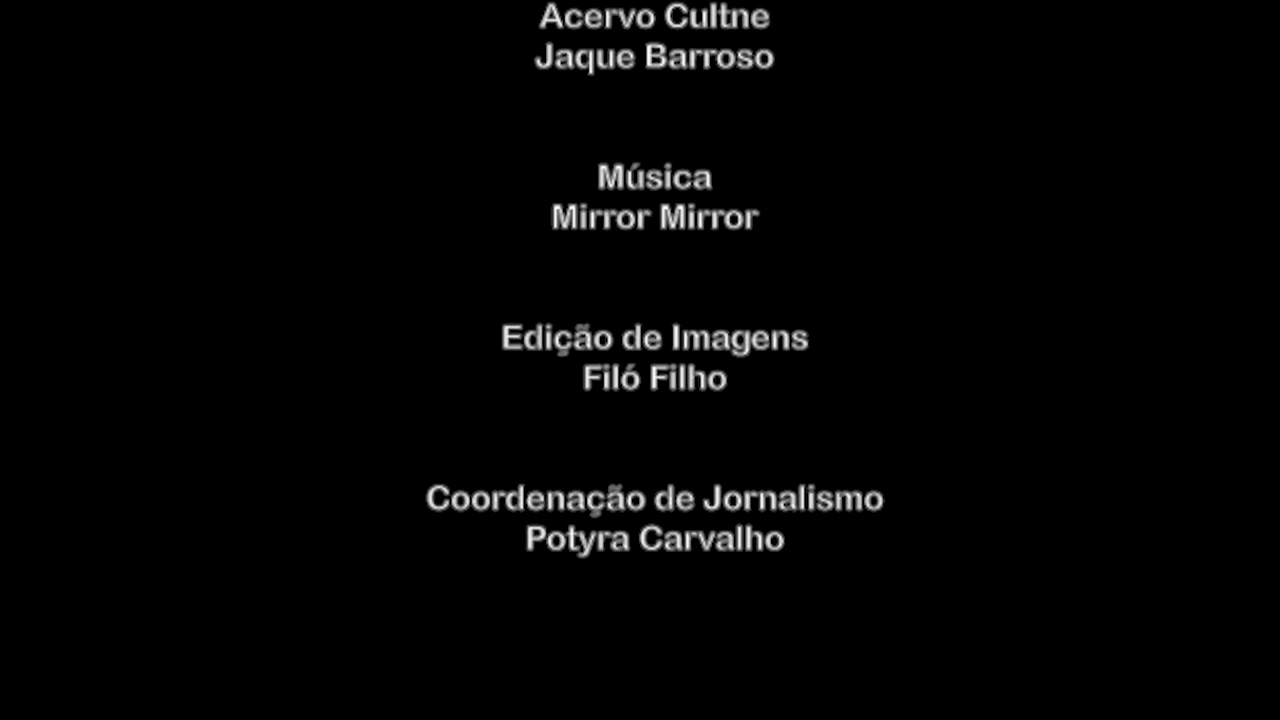 Acervo Cultne
Jaque Barroso
Música
Mirror Mirror
Edição de Imagens
Filó Filho
Coordenação de Jornalismo
Potyra Carvalho